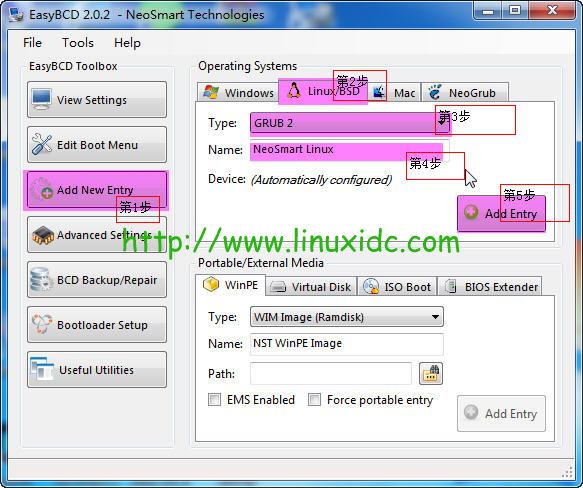 EasyBCD 2.0.2 - NeoSmart Technologies
File Tools Help
EasyBCD Toolbox
View Settings
Edit Boot Menu
Add New Entry
第1步
Advanced Settings
BCD Backup/Repair
Bootloader Setup
Useful Utilities
Operating Systems
第2步
Windows Linux/BSD Mac NeoGrub
Type: GRUB 2 第3步
Name: NeoSmart Linux
第4步
Device: (Automatically configured)
第5步
Add Entry
http://www.linuxidc.com
Portable/External Media
WinPE Virtual Disk ISO Boot BIOS Extender
Type: WIM Image (Ramdisk)
Name: NST WinPE Image
Path:
EMS Enabled Force portable entry
Add Entry